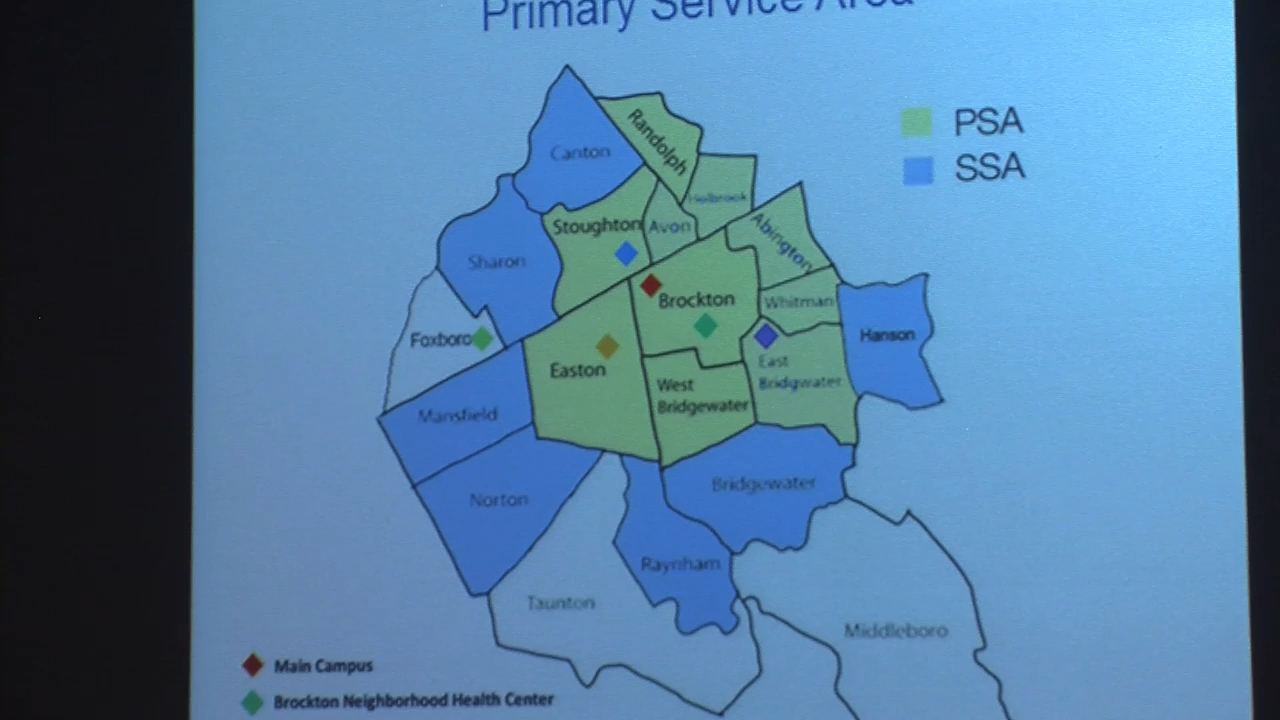 Primary Service Area
PSA
SSA
Randolph
Canton
Holbrook
Stoughton
Avon
Abington
Sharon
Brockton
Whitman
Foxboro
Hanson
Easton
East
Bridgwater
West
Bridgewater
Mansfield
Norton
Bridgewater
Raynham
Taunton
Middleboro
Main Campus
Brockton Neighborhood Health Center